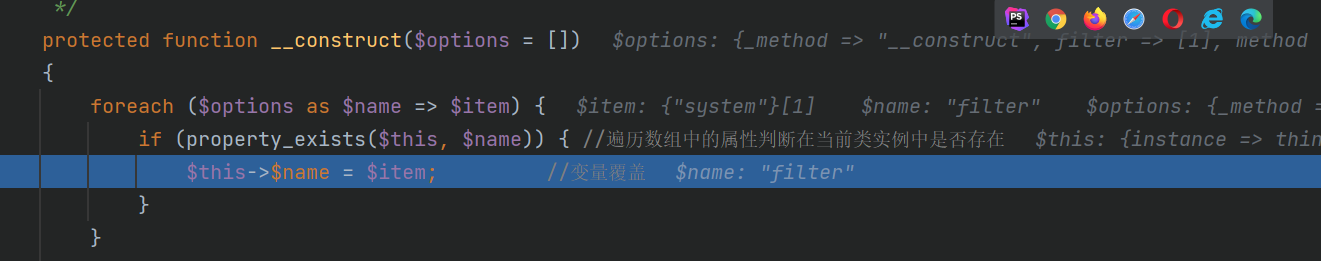 */
protected function __construct($options = []) $options: {_method => "__construct", filter => [1], method
{
foreach ($options as $name => $item) { $item: {"system"}[1] $name: "filter" $options: {_method =
if (property_exists($this, $name)) { //遍历数组中的属性判断在当前类实例中是否存在 $this: {instance => thin
$this->$name = $item; //变量覆盖 $name: "filter"
}
}